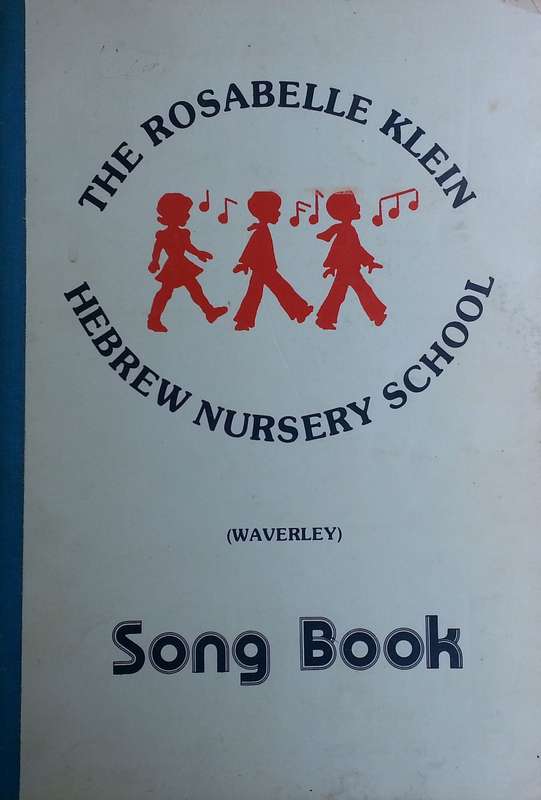 THE ROSABELLE KLEIN
HEBREW NURSERY SCHOOL
(WAVERLEY)
Song Book